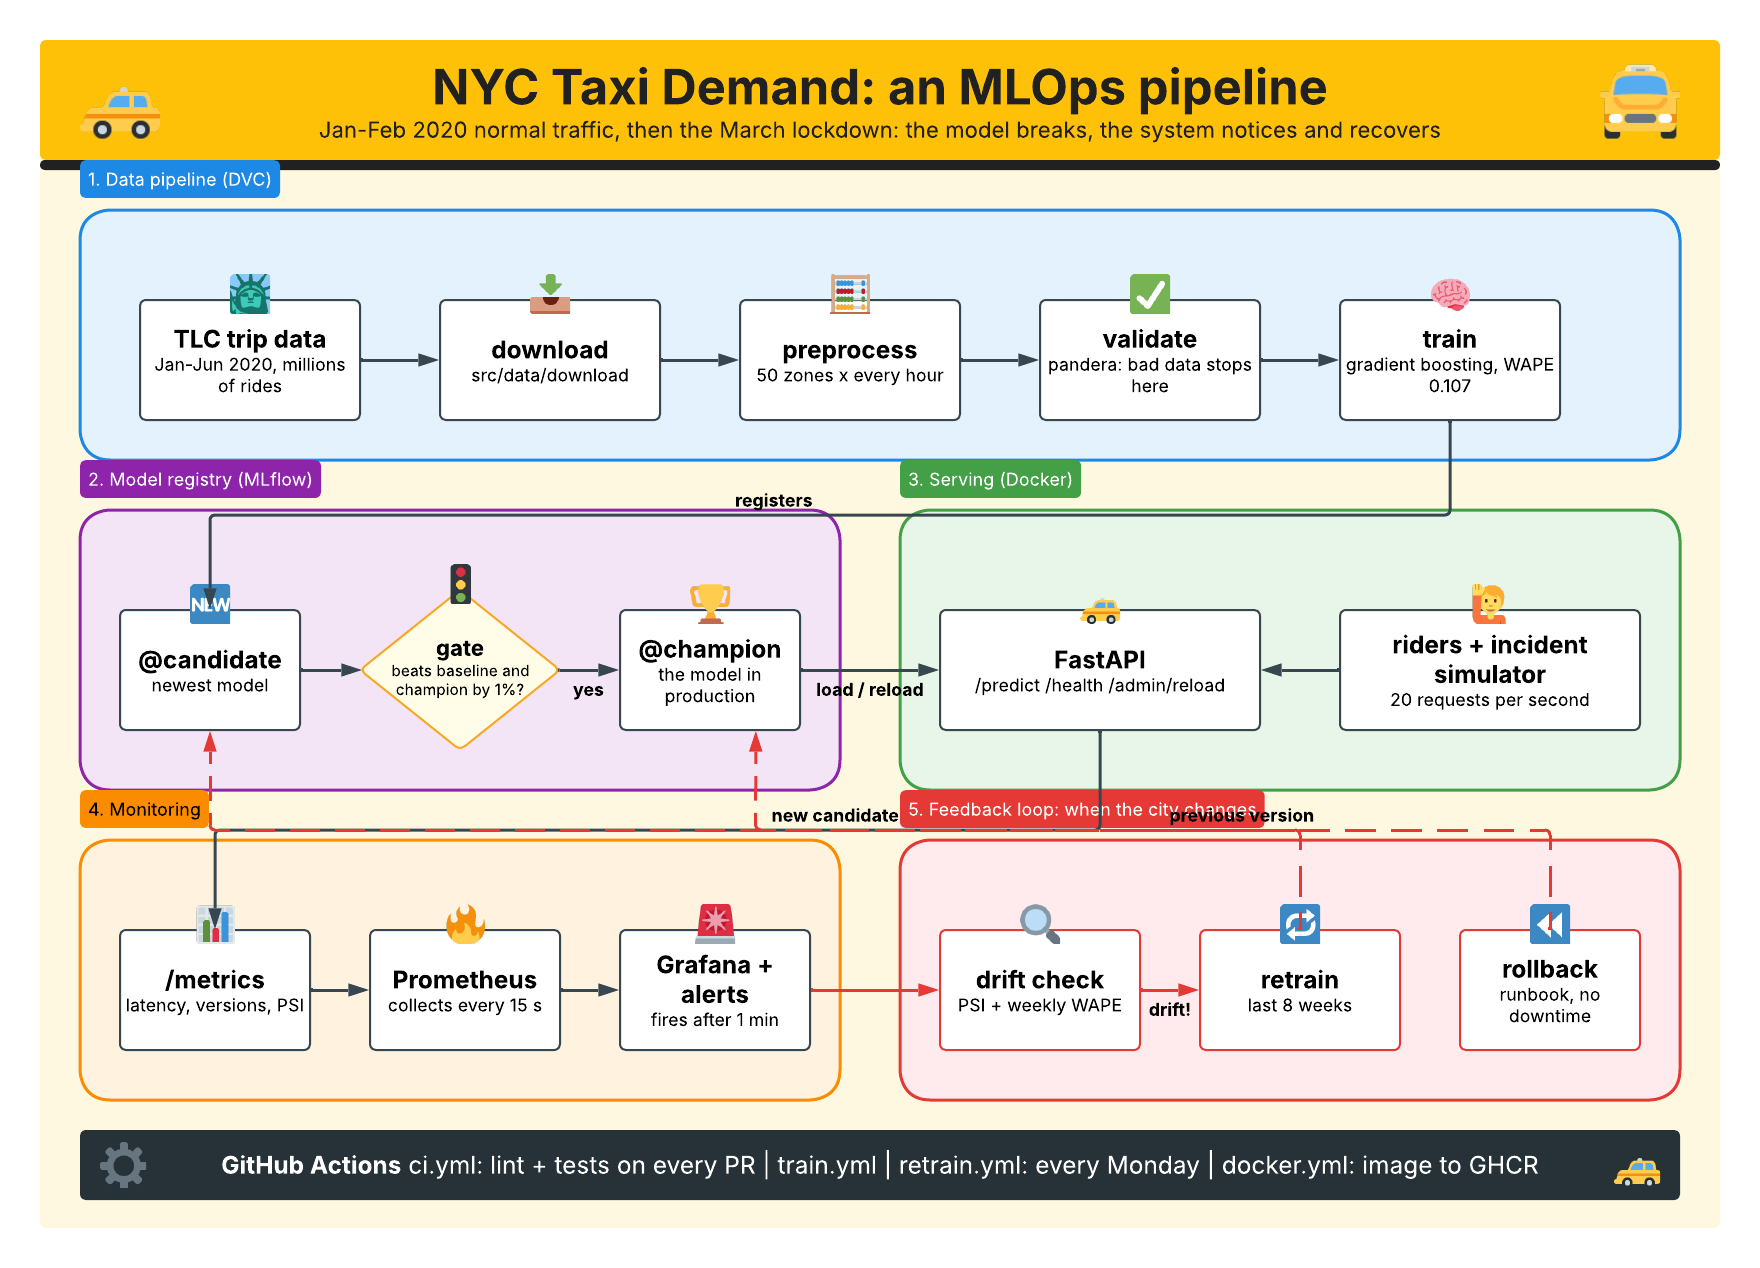 NYC Taxi Demand: an MLOps pipeline
Jan-Feb 2020 normal traffic, then the March lockdown: the model breaks, the system notices and recovers
1. Data pipeline (DVC)
TLC trip data
Jan-Jun 2020, millions
of rides
download
src/data/download
preprocess
50 zones x every hour
validate
pandera: bad data stops
here
train
gradient boosting, WAPE
0.107
2. Model registry (MLflow)
registers
NEW
@candidate
newest model
gate
beats baseline and
champion by 1%?
yes
@champion
the model in
production
load / reload
3. Serving (Docker)
FastAPI
/predict /health /admin/reload
riders + incident
simulator
20 requests per second
4. Monitoring
new candidate
/metrics
latency, versions, PSI
Prometheus
collects every 15 s
Grafana +
alerts
fires after 1 min
5. Feedback loop: when the city changes
previous version
drift check
PSI + weekly WAPE
drift!
retrain
last 8 weeks
rollback
runbook, no
downtime
GitHub Actions ci.yml: lint + tests on every PR | train.yml | retrain.yml: every Monday | docker.yml: image to GHCR